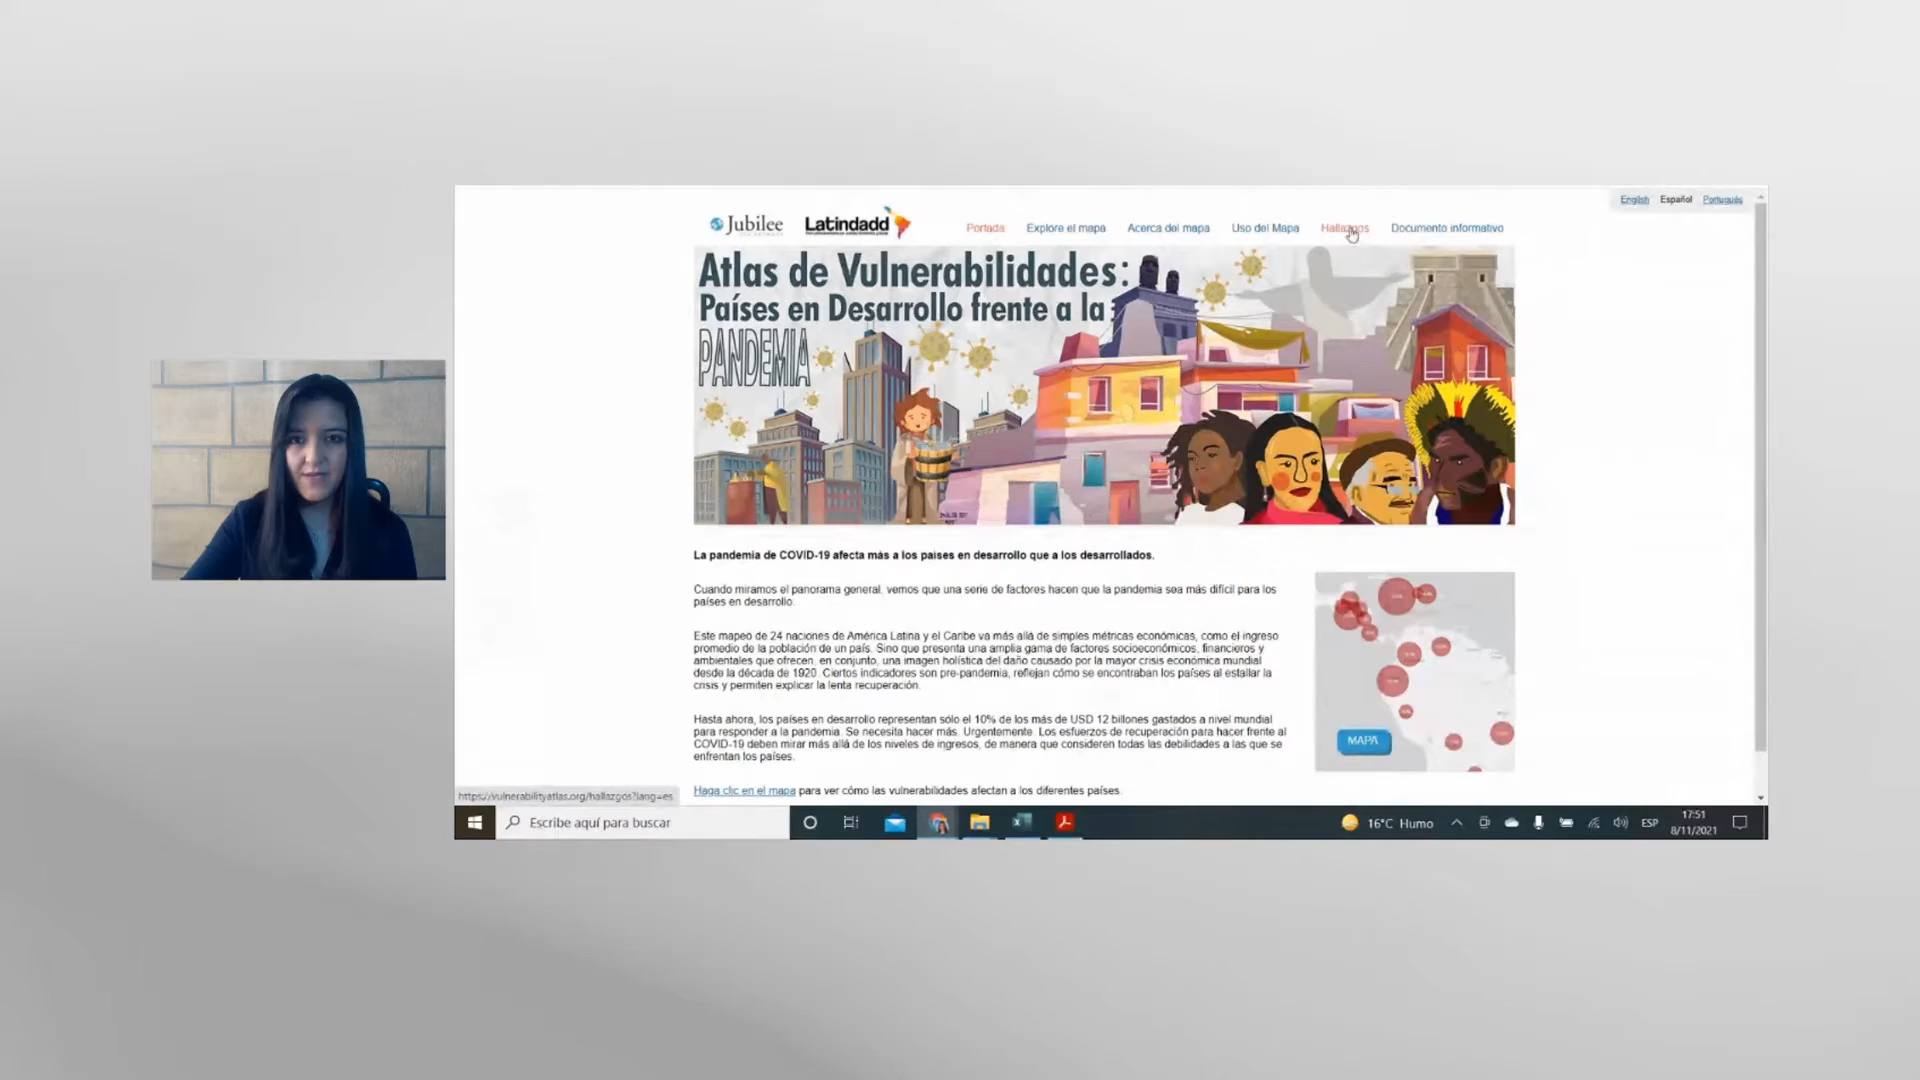 English Español Português
Jubilee
Latindadd
Portada Explore el mapa Acerca del mapa Uso del Mapa Hallazgos Documento informativo
Atlas de Vulnerabilidades:
Países en Desarrollo frente a la
PANDEMIA
La pandemia de COVID-19 afecta más a los países en desarrollo que a los desarrollados.
Cuando miramos el panorama general, vemos que una serie de factores hacen que la pandemia sea más difícil para los
países en desarrollo.
Este mapeo de 24 naciones de América Latina y el Caribe va más allá de simples métricas económicas, como el ingreso
promedio de la población de un país. Sino que presenta una amplia gama de factores socioeconómicos, financieros y
ambientales que ofrecen, en conjunto, una imagen holística del daño causado por la mayor crisis económica mundial
desde la década de 1920. Ciertos indicadores son pre-pandemia, reflejan cómo se encontraban los países al estallar la
crisis y permiten explicar la lenta recuperación.
Hasta ahora, los países en desarrollo representan sólo el 10% de los más de USD 12 billones gastados a nivel mundial
para responder a la pandemia. Se necesita hacer más. Urgentemente. Los esfuerzos de recuperación para hacer frente al
COVID-19 deben mirar más allá de los niveles de ingresos, de manera que consideren todas las debilidades a las que se
enfrentan los países.
MAPA
Haga clic en el mapa para ver cómo las vulnerabilidades afectan a los diferentes países.
https://vulnerabilityatlas.org/hallazgos?lang=es
Escribe aquí para buscar
16°C Humo
ESP
17:51
8/11/2021